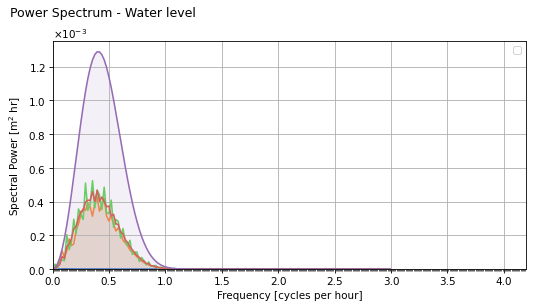 Power Spectrum - Water level
×10⁻³
1.2
1.0
0.8
0.6
0.4
0.2
0.0
Spectral Power [m² hr]
0.0 0.5 1.0 1.5 2.0 2.5 3.0 3.5 4.0
Frequency [cycles per hour]